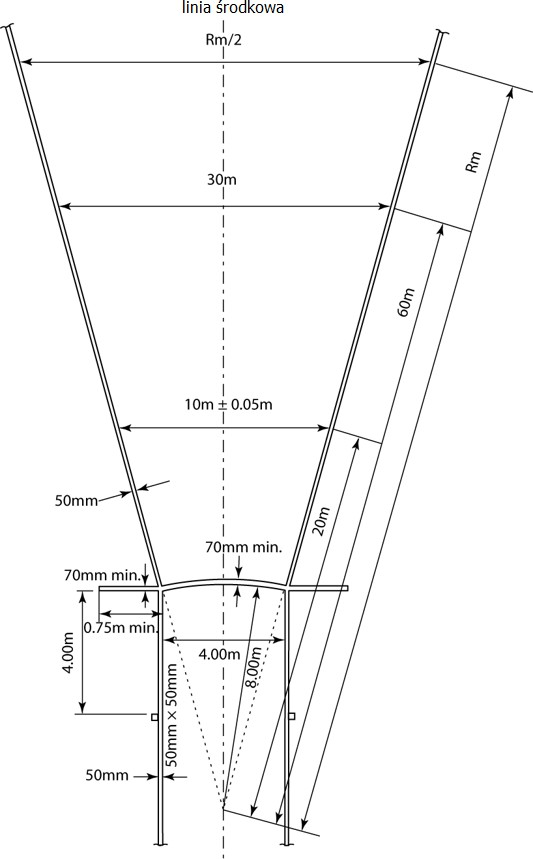 linia środkowa
Rm/2
Rm
30m
60m
10m ± 0.05m
50mm
20m
70mm min.
70mm min.
0.75m min.
4.00m
4.00m
8.00m
50mm × 50mm
50mm